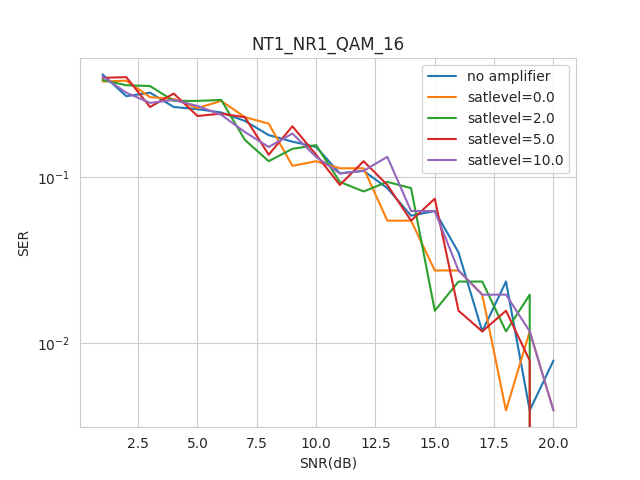 NT1_NR1_QAM_16
no amplifier
satlevel=0.0
satlevel=2.0
satlevel=5.0
satlevel=10.0
10⁻¹
SER
10⁻²
2.5 5.0 7.5 10.0 12.5 15.0 17.5 20.0
SNR(dB)